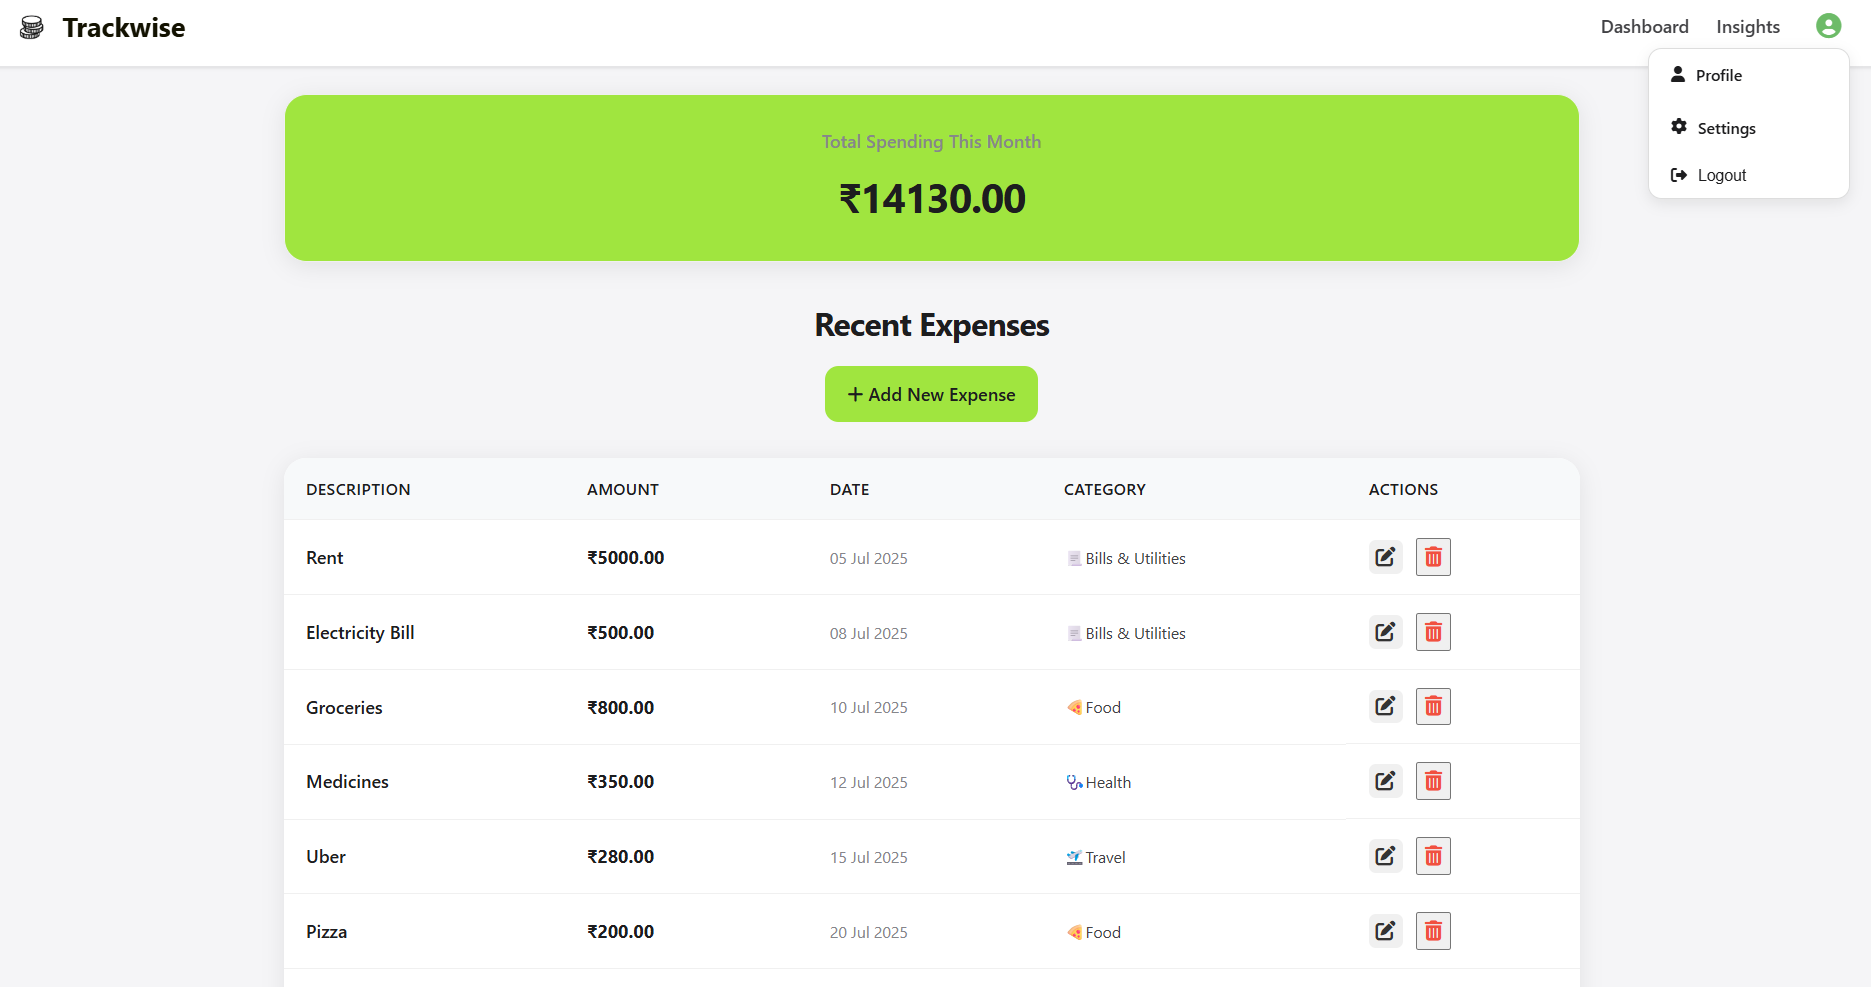 Trackwise
Dashboard Insights
Profile
Settings
Logout
Total Spending This Month
₹14130.00
Recent Expenses
+ Add New Expense
DESCRIPTION AMOUNT DATE CATEGORY ACTIONS
Rent ₹5000.00 05 Jul 2025 Bills & Utilities
Electricity Bill ₹500.00 08 Jul 2025 Bills & Utilities
Groceries ₹800.00 10 Jul 2025 Food
Medicines ₹350.00 12 Jul 2025 Health
Uber ₹280.00 15 Jul 2025 Travel
Pizza ₹200.00 20 Jul 2025 Food